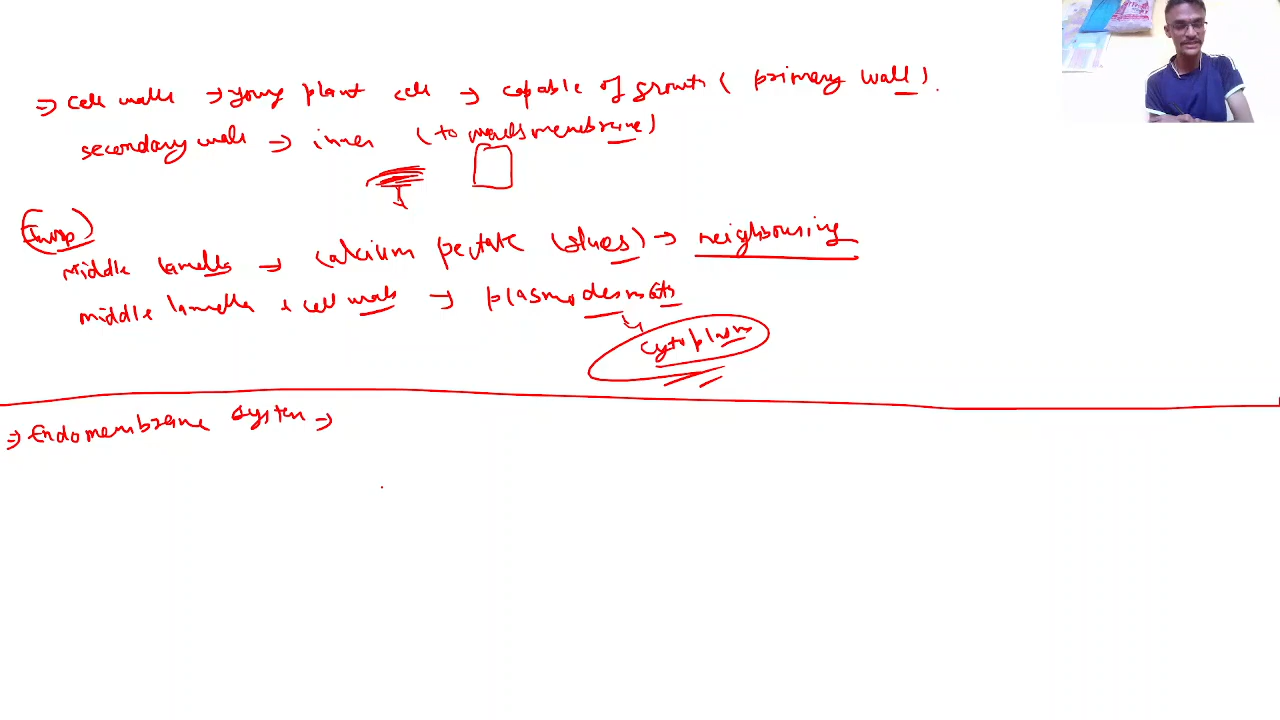 ⇒ cell walls → young plant cell → capable of growth ( primary wall ) .
secondary walls → inner ( to wards membrane )
Imp
Middle lamella → calcium pectate ( glues ) → neighbouring
middle lamella + cell walls → plasmodesmata
cytoplasm
⇒ Endomembrane system ⇒